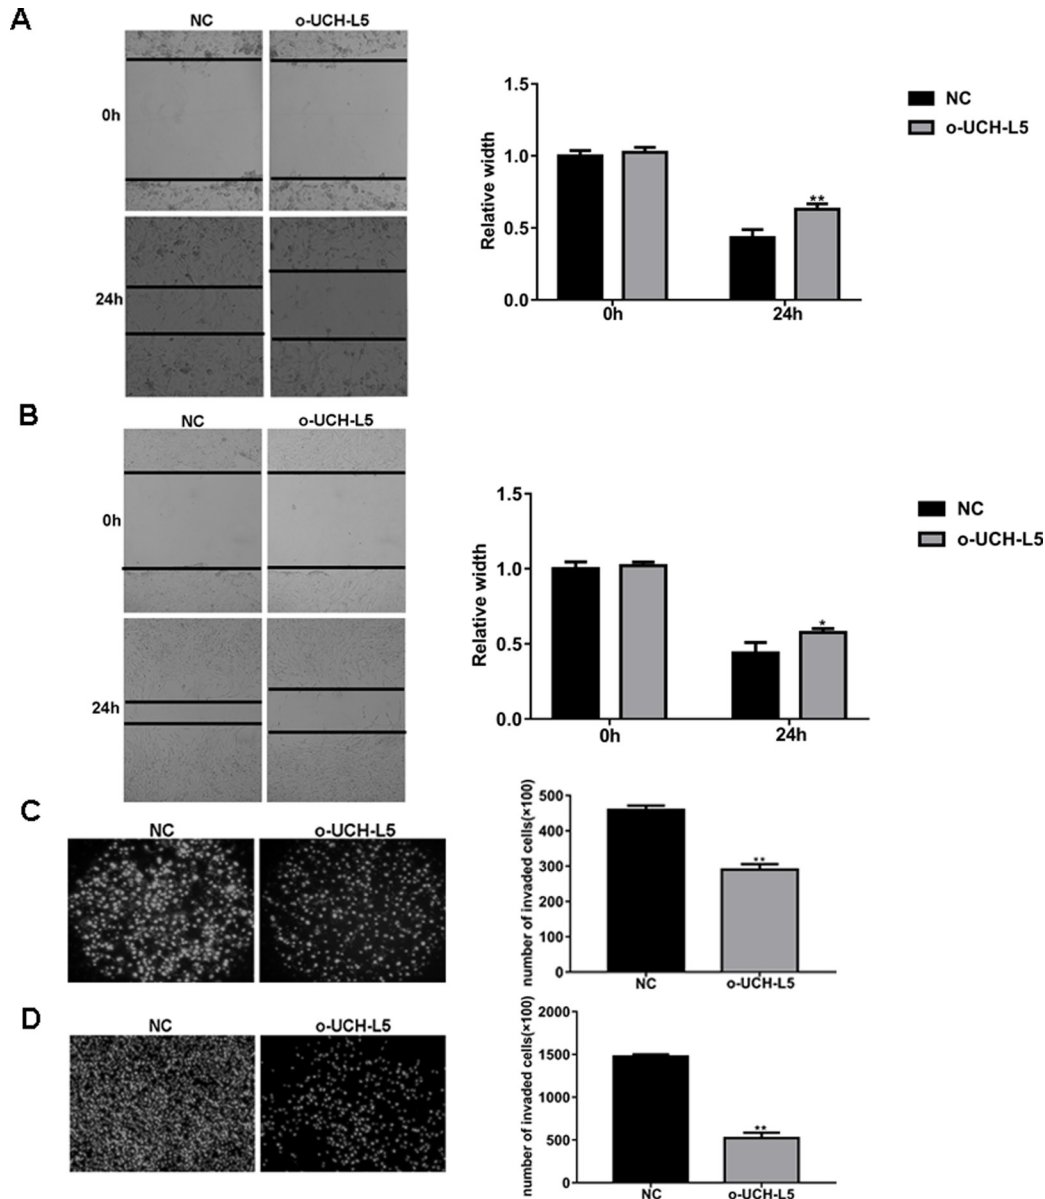 A
NC o-UCH-L5
0h
24h
1.5
1.0
0.5
0.0
Relative width
**
0h 24h
NC
o-UCH-L5
B
NC o-UCH-L5
0h
24h
1.5
1.0
0.5
0.0
Relative width
*
0h 24h
NC
o-UCH-L5
C
NC o-UCH-L5
500
400
300
200
100
0
number of invaded cells(×100)
**
NC o-UCH-L5
D
NC o-UCH-L5
2000
1500
1000
500
0
number of invaded cells(×100)
**
NC o-UCH-L5